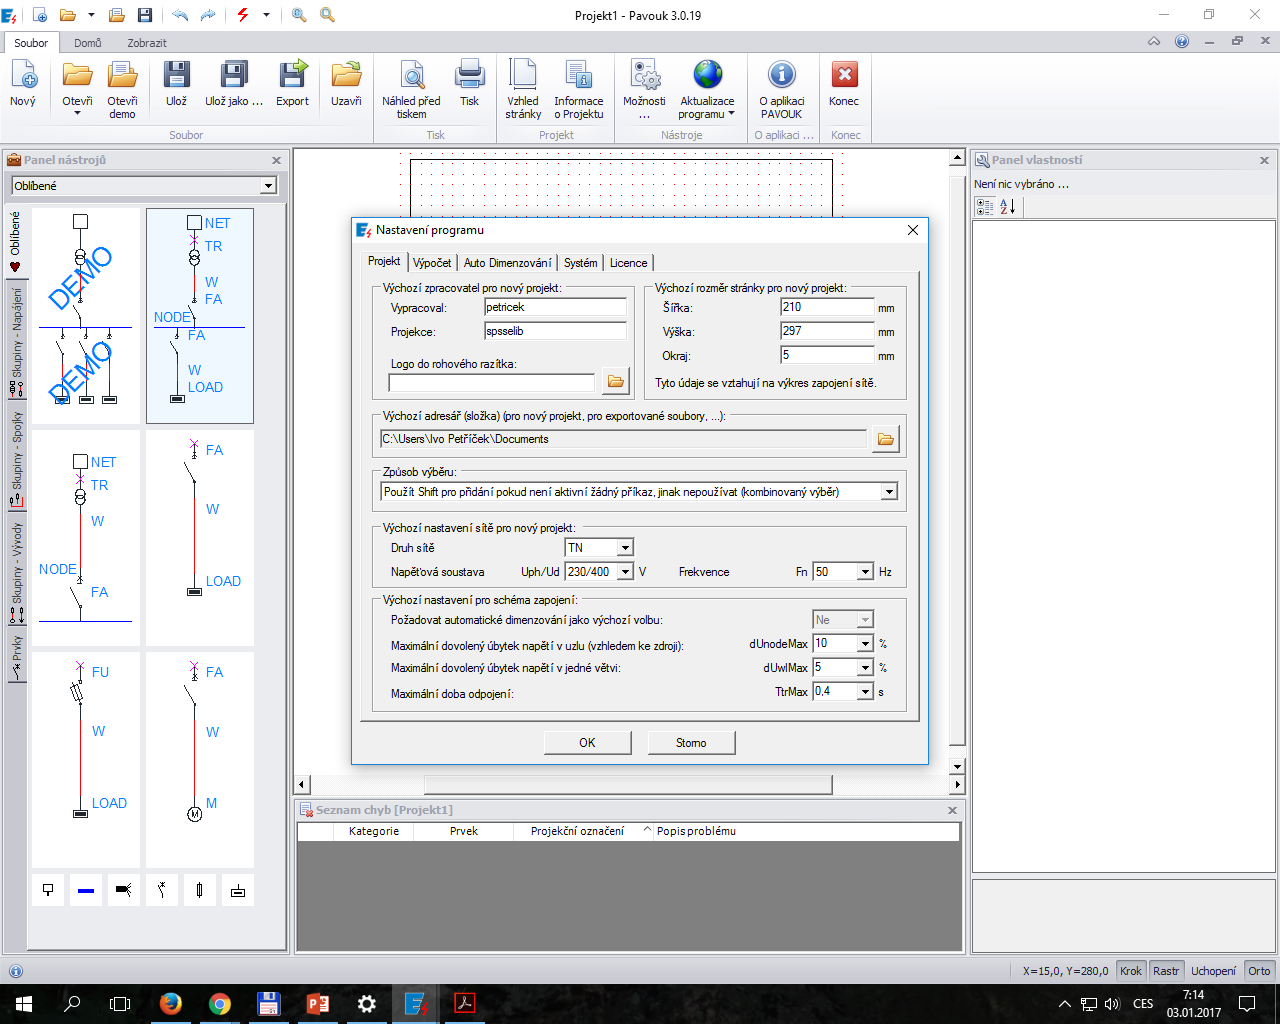 Projekt1 - Pavouk 3.0.19
Soubor
Domů
Zobrazit
Nový
Otevři
Otevři demo
Ulož
Ulož jako ...
Export
Uzavři
Náhled před tiskem
Tisk
Vzhled stránky
Informace o Projektu
Možnosti ...
Aktualizace programu
O aplikaci PAVOUK
Konec
Soubor
Tisk
Projekt
Nástroje
O aplikaci ...
Konec
Panel nástrojů
Oblíbené
Oblíbené
Skupiny - Napájení
Skupiny - Spojky
Skupiny - Vývody
Prvky
DEMO
DEMO
NET
TR
W
FA
NODE
FA
W
LOAD
NET
TR
W
NODE
FA
FA
W
LOAD
FU
W
LOAD
FA
W
M
M
Nastavení programu
Projekt
Výpočet
Auto Dimenzování
Systém
Licence
Výchozí zpracovatel pro nový projekt:
Vypracoval: petricek
Projekce: spsselib
Logo do rohového razítka:
Výchozí rozměr stránky pro nový projekt:
Šířka: 210 mm
Výška: 297 mm
Okraj: 5 mm
Tyto údaje se vztahují na výkres zapojení sítě.
Výchozí adresář (složka) (pro nový projekt, pro exportované soubory, ...):
C:\Users\Ivo Petříček\Documents
Způsob výběru:
Použít Shift pro přidání pokud není aktivní žádný příkaz, jinak nepoužívat (kombinovaný výběr)
Výchozí nastavení sítě pro nový projekt:
Druh sítě TN
Napěťová soustava Uph/Ud 230/400 V Frekvence Fn 50 Hz
Výchozí nastavení pro schéma zapojení:
Požadovat automatické dimenzování jako výchozí volbu: Ne
Maximální dovolený úbytek napětí v uzlu (vzhledem ke zdroji): dUnodeMax 10 %
Maximální dovolený úbytek napětí v jedné větvi: dUwlMax 5 %
Maximální doba odpojení: TtrMax 0,4 s
OK
Storno
Panel vlastností
Není nic vybráno ...
Seznam chyb [Projekt1]
Kategorie
Prvek
Projekční označení
Popis problému
X=15,0, Y=280,0
Krok
Rastr
Uchopení
Orto
CES
7:14
03.01.2017